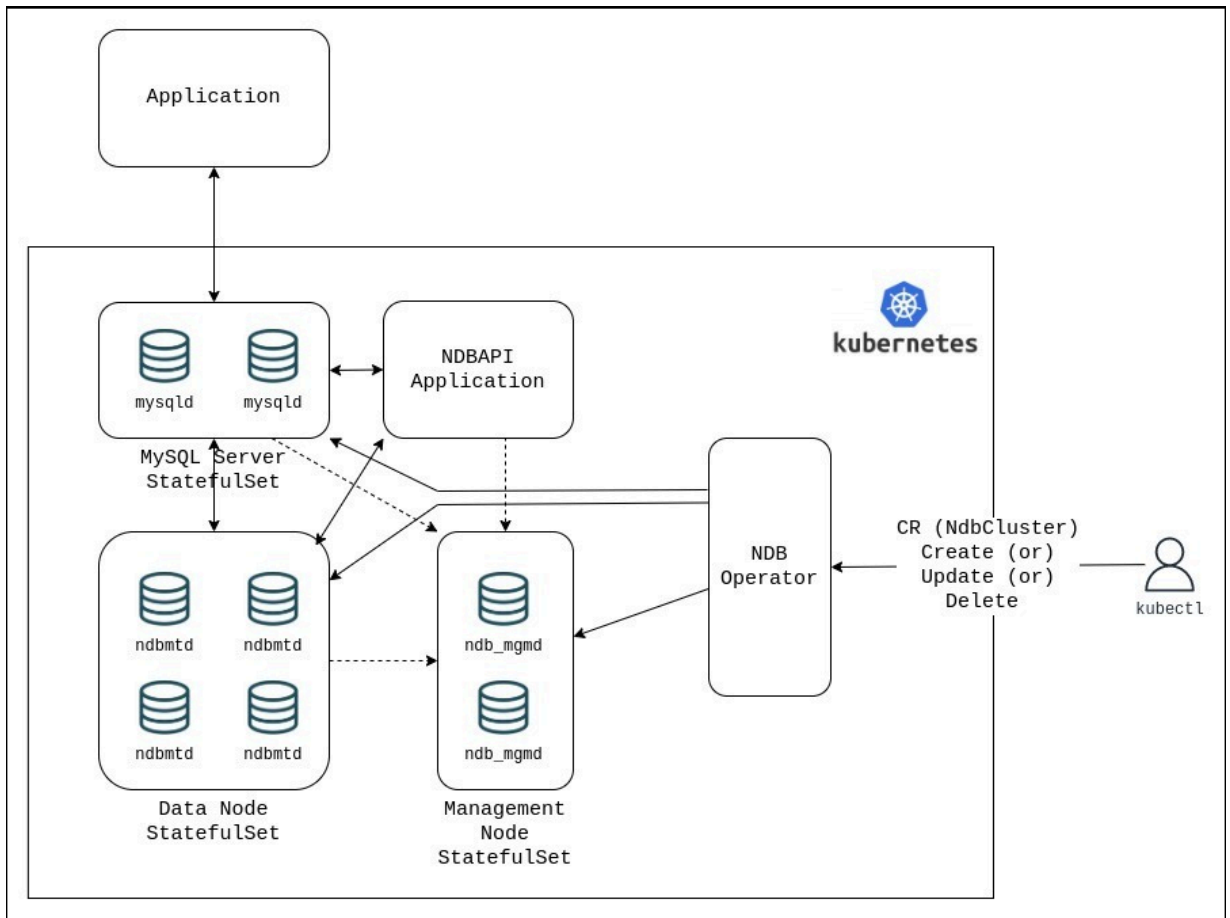 Application
kubernetes
mysqld
mysqld
MySQL Server
StatefulSet
NDBAPI
Application
NDB
Operator
CR (NdbCluster)
Create (or)
Update (or)
Delete
kubectl
ndbmtd
ndbmtd
ndbmtd
ndbmtd
Data Node
StatefulSet
ndb_mgmd
ndb_mgmd
Management
Node
StatefulSet